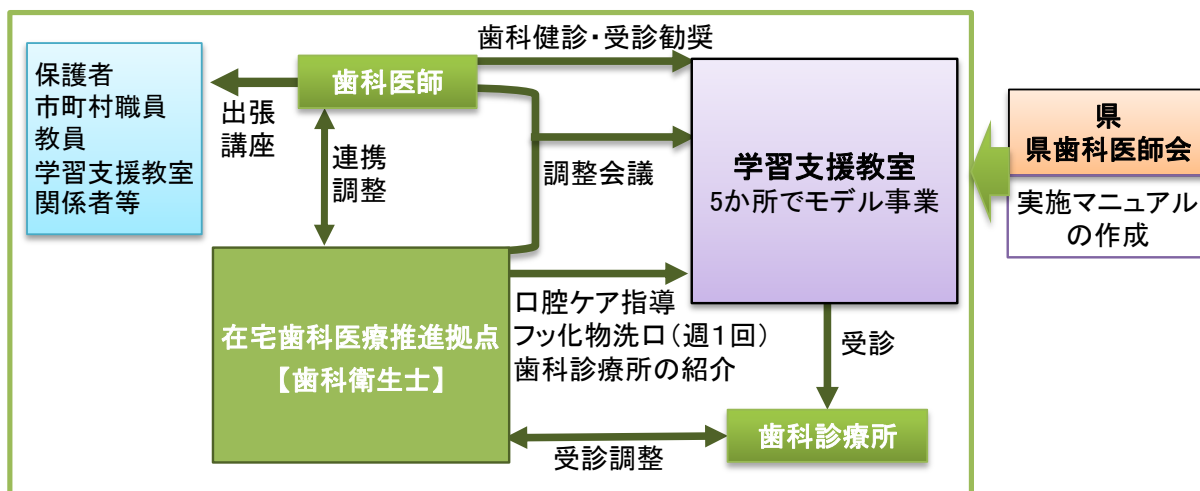 歯科健診・受診勧奨
保護者
市町村職員
教員
学習支援教室
関係者等
出張
講座
歯科医師
連携
調整
調整会議
学習支援教室
5か所でモデル事業
県
県歯科医師会
実施マニュアル
の作成
在宅歯科医療推進拠点
【歯科衛生士】
口腔ケア指導
フッ化物洗口（週１回）
歯科診療所の紹介
受診
歯科診療所
受診調整